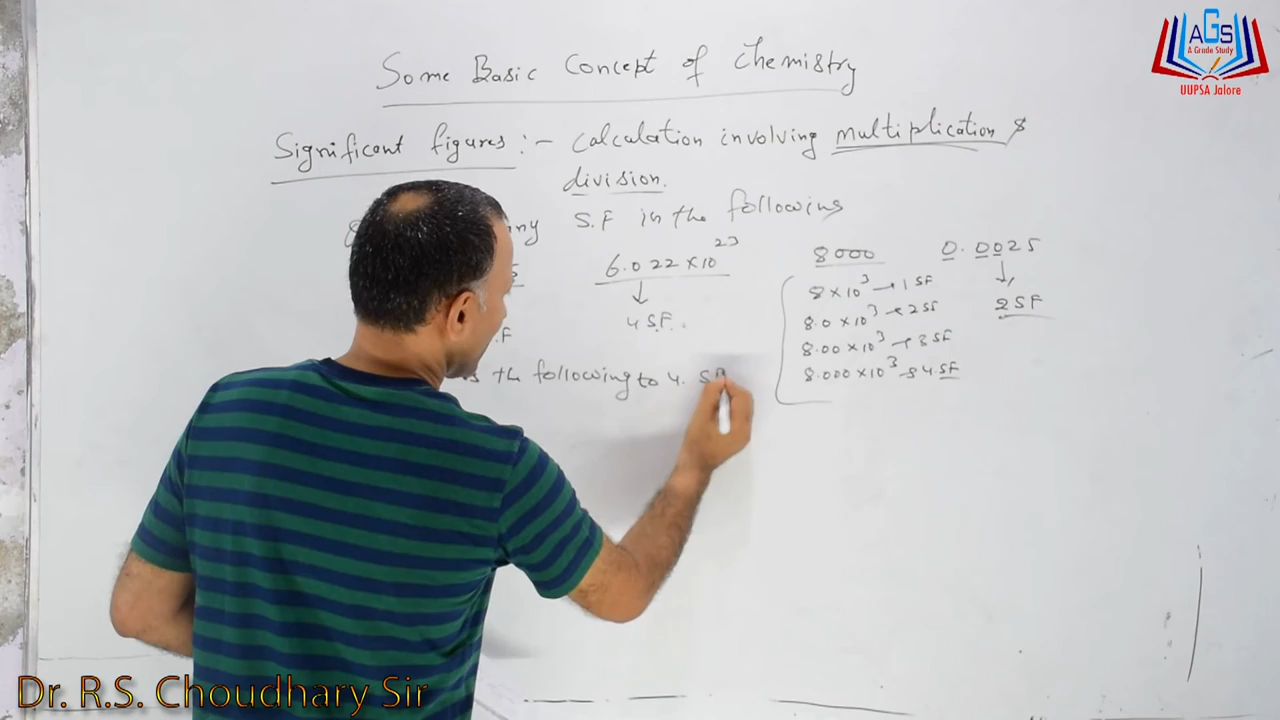 Some Basic Concept of Chemistry
Significant figures :- Calculation involving multiplication &
division.
S.F in the following
6.022 × 10^23
4 S.F.
8000
8 × 10^3 → 1 SF
8.0 × 10^3 → 2 SF
8.00 × 10^3 → 3 SF
8.000 × 10^3 → 4 SF
0.0025
2 SF
the following to 4. S
AGS
A Grade Study
UUPSA Jalore
Dr. R.S. Choudhary Sir